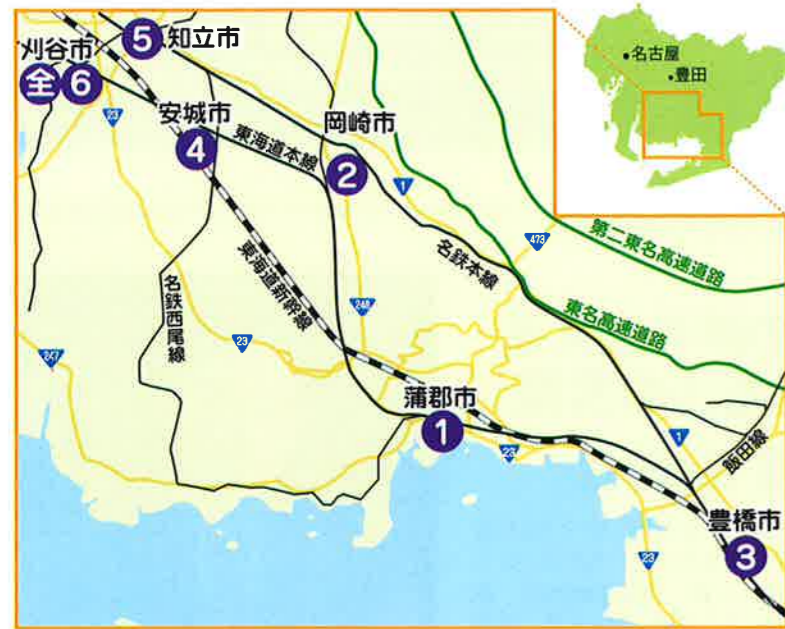 名古屋
豊田
刈谷市
全
6
5
知立市
23
安城市
4
東海道本線
岡崎市
2
1
473
第二東名高速道路
名鉄本線
東名高速道路
名鉄西尾線
東海道新幹線
248
23
247
蒲郡市
1
23
1
飯田線
豊橋市
3
23